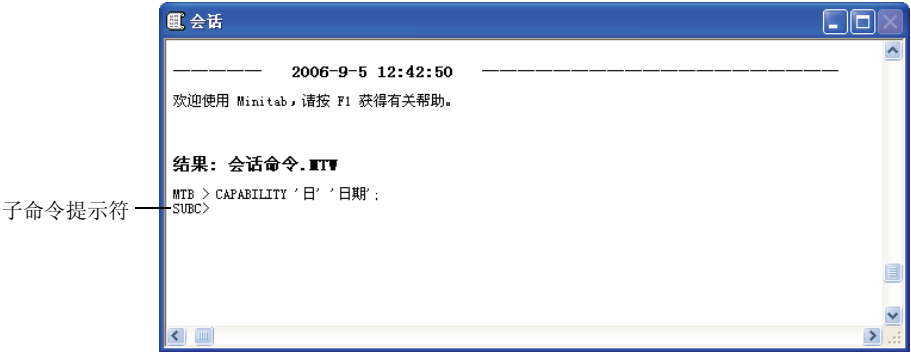 会话
————— 2006-9-5 12:42:50 ————————————————————
欢迎使用 Minitab，请按 F1 获得有关帮助。
结果: 会话命令.MTW
MTB > CAPABILITY '日' '日期';
SUBC>
子命令提示符